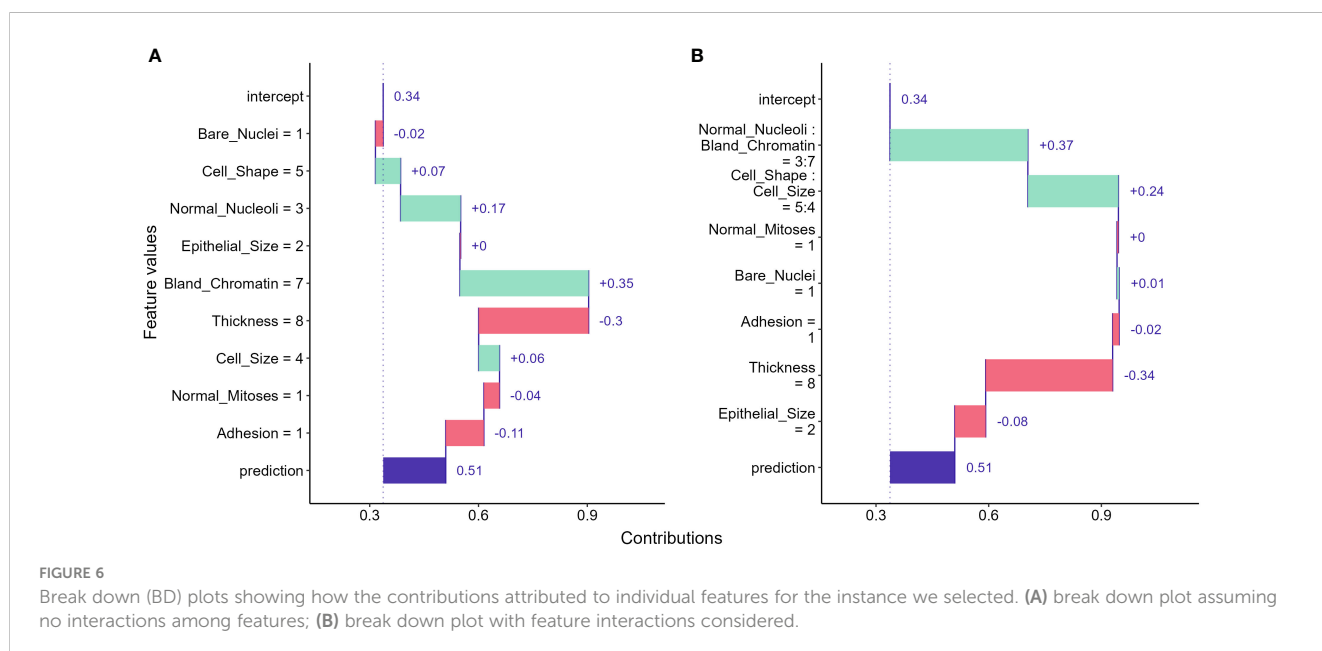 A
Feature values
intercept
0.34
Bare_Nuclei = 1
-0.02
Cell_Shape = 5
+0.07
Normal_Nucleoli = 3
+0.17
Epithelial_Size = 2
+0
Bland_Chromatin = 7
+0.35
Thickness = 8
-0.3
Cell_Size = 4
+0.06
Normal_Mitoses = 1
-0.04
Adhesion = 1
-0.11
prediction
0.51
0.3 0.6 0.9
B
intercept
0.34
Normal_Nucleoli :
Bland_Chromatin
= 3:7
+0.37
Cell_Shape :
Cell_Size
= 5:4
+0.24
Normal_Mitoses
= 1
+0
Bare_Nuclei
= 1
+0.01
Adhesion =
1
-0.02
Thickness
= 8
-0.34
Epithelial_Size
= 2
-0.08
prediction
0.51
0.3 0.6 0.9
Contributions
FIGURE 6
Break down (BD) plots showing how the contributions attributed to individual features for the instance we selected. (A) break down plot assuming
no interactions among features; (B) break down plot with feature interactions considered.